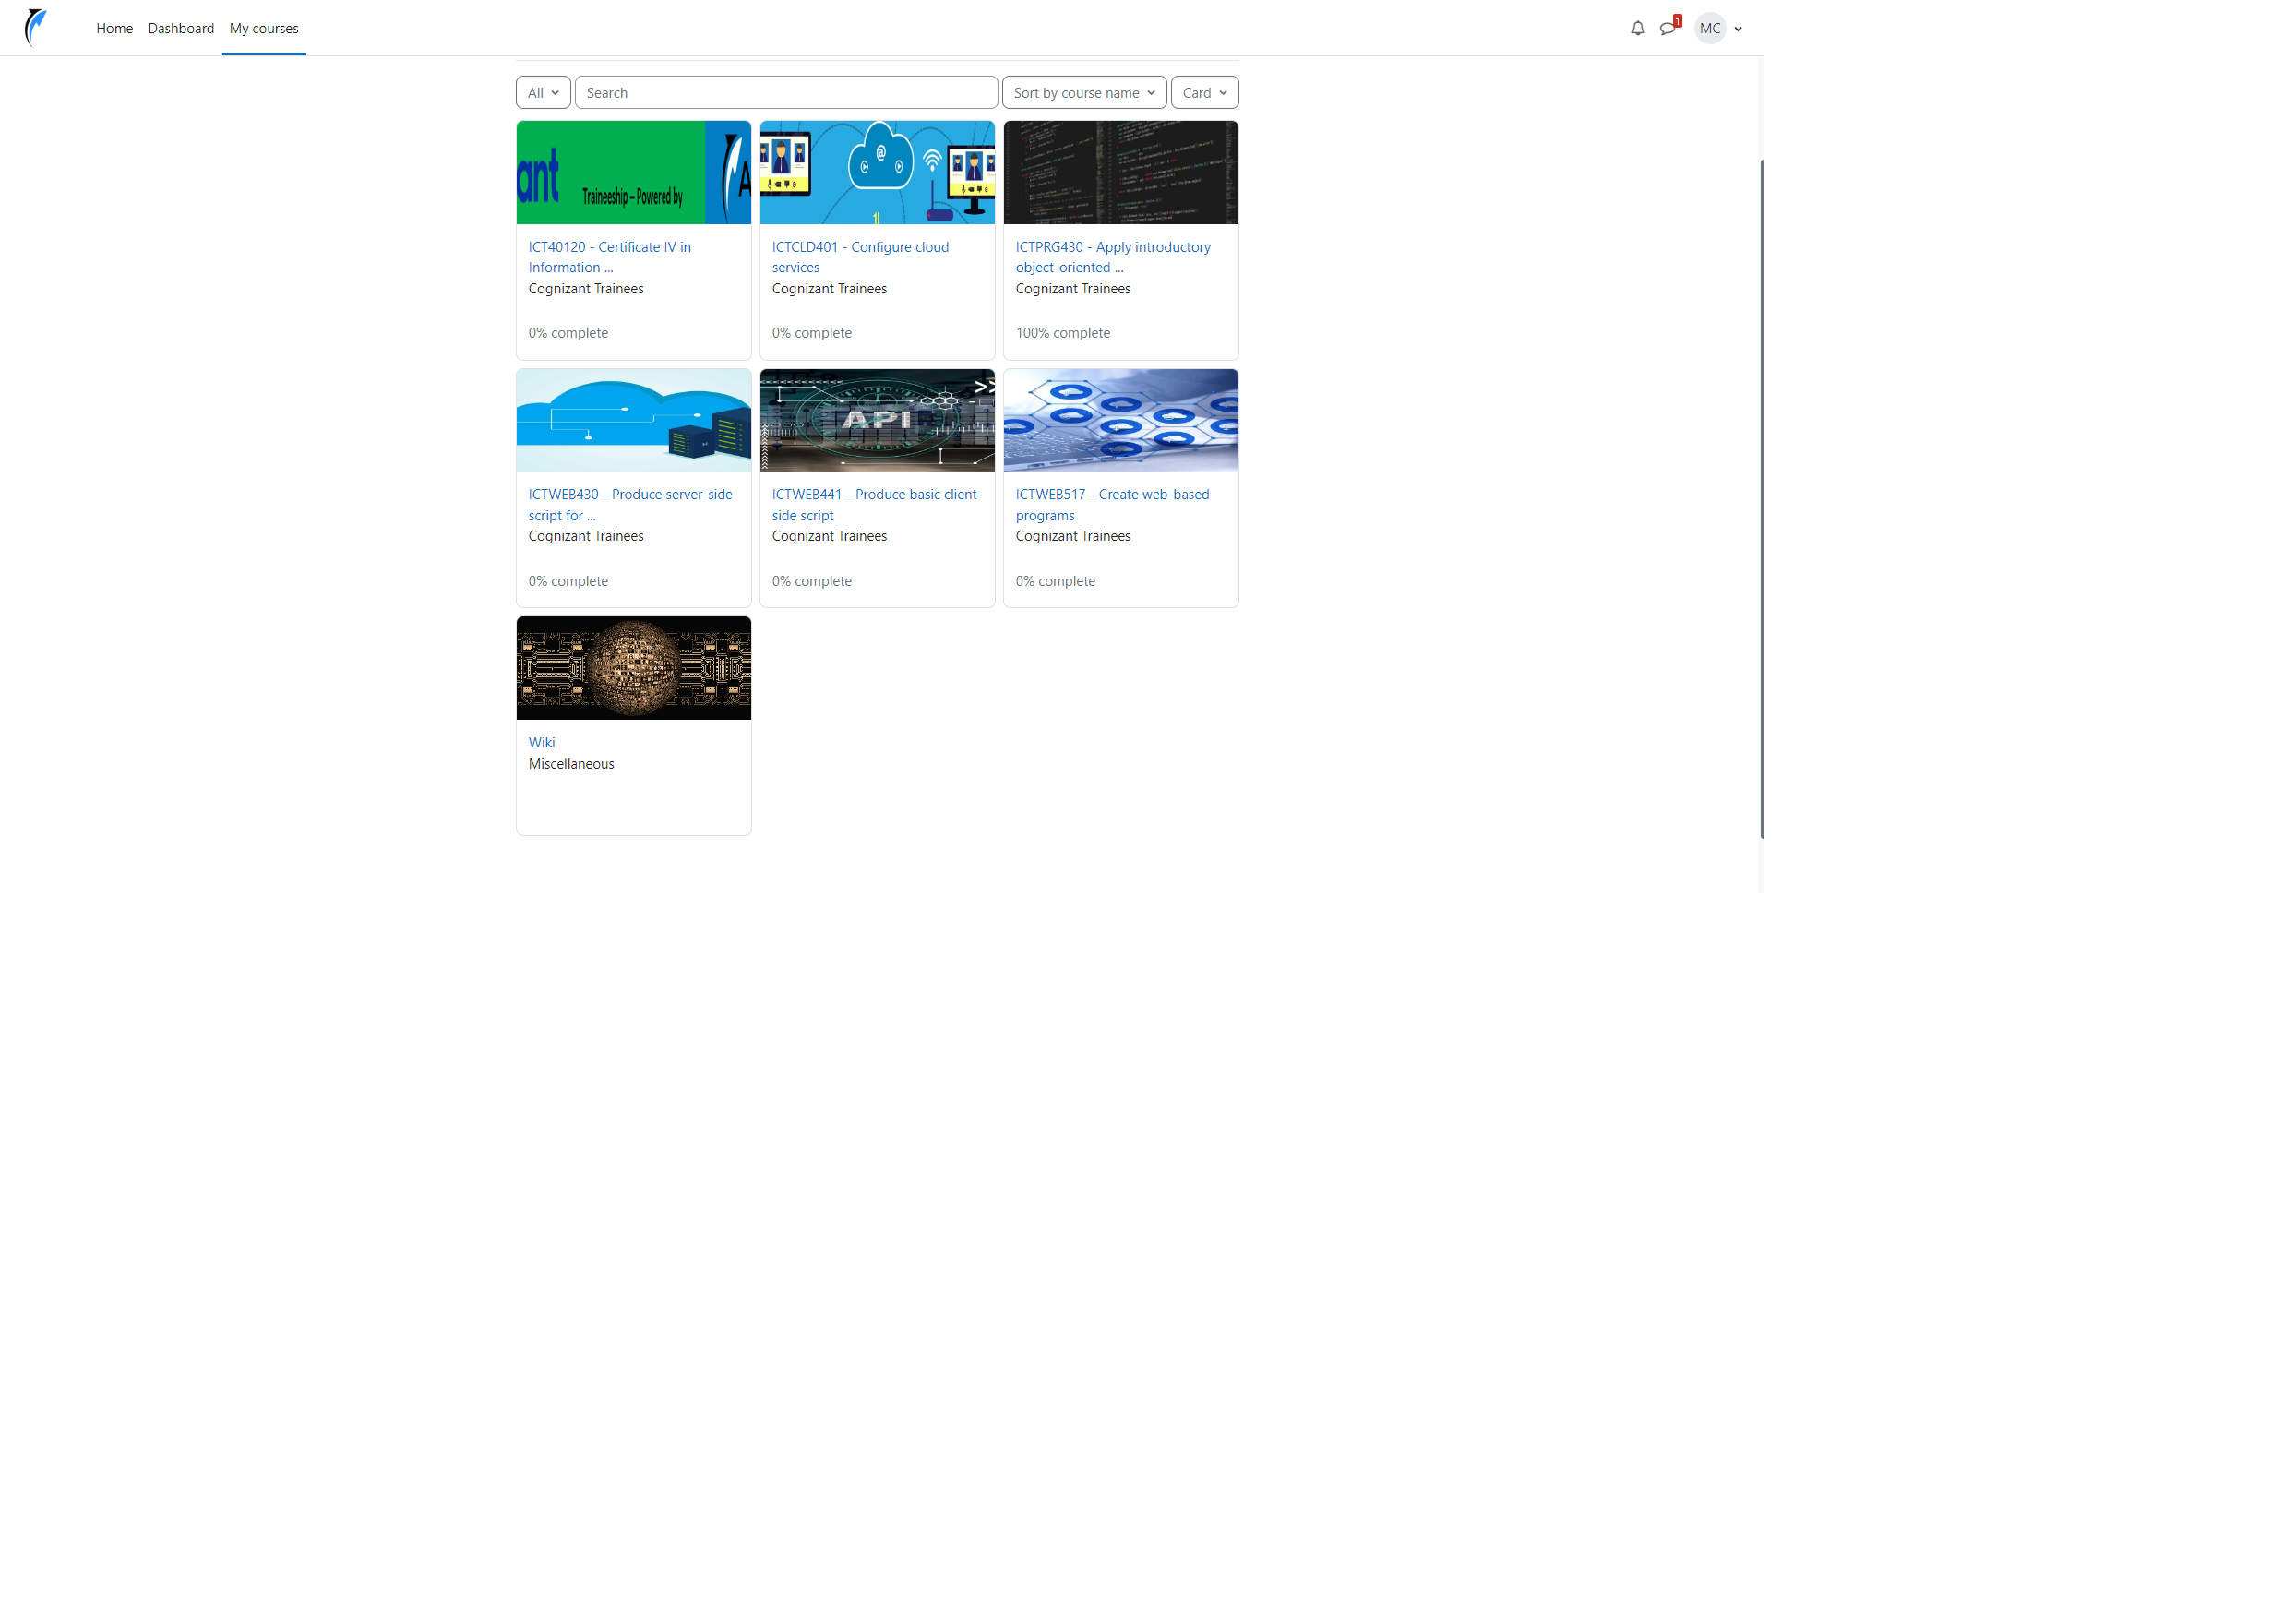 Home Dashboard My courses 1 MC
All Search Sort by course name Card
ant Traineeship – Powered by A
@
API >>
ICT40120 - Certificate IV in
Information ...
Cognizant Trainees
0% complete
ICTCLD401 - Configure cloud
services
Cognizant Trainees
0% complete
ICTPRG430 - Apply introductory
object-oriented ...
Cognizant Trainees
100% complete
ICTWEB430 - Produce server-side
script for ...
Cognizant Trainees
0% complete
ICTWEB441 - Produce basic client-
side script
Cognizant Trainees
0% complete
ICTWEB517 - Create web-based
programs
Cognizant Trainees
0% complete
Wiki
Miscellaneous